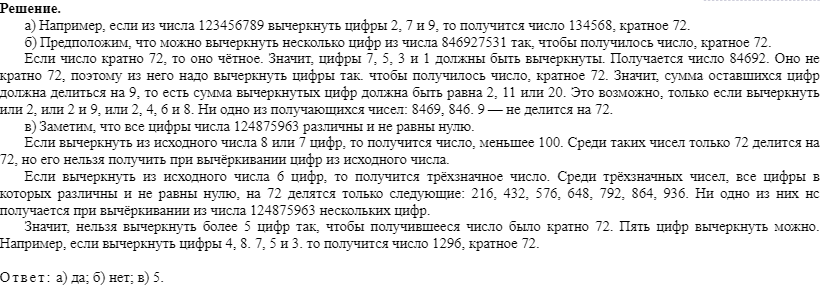 Решение.
а) Например, если из числа 123456789 вычеркнуть цифры 2, 7 и 9, то получится число 134568, кратное 72.
б) Предположим, что можно вычеркнуть несколько цифр из числа 846927531 так, чтобы получилось число, кратное 72.
Если число кратно 72, то оно чётное. Значит, цифры 7, 5, 3 и 1 должны быть вычеркнуты. Получается число 84692. Оно не
кратно 72, поэтому из него надо вычеркнуть цифры так. чтобы получилось число, кратное 72. Значит, сумма оставшихся цифр
должна делиться на 9, то есть сумма вычеркнутых цифр должна быть равна 2, 11 или 20. Это возможно, только если вычеркнуть
или 2, или 2 и 9, или 2, 4, 6 и 8. Ни одно из получающихся чисел: 8469, 846. 9 — не делится на 72.
в) Заметим, что все цифры числа 124875963 различны и не равны нулю.
Если вычеркнуть из исходного числа 8 или 7 цифр, то получится число, меньшее 100. Среди таких чисел только 72 делится на
72, но его нельзя получить при вычёркивании цифр из исходного числа.
Если вычеркнуть из исходного числа 6 цифр, то получится трёхзначное число. Среди трёхзначных чисел, все цифры в
которых различны и не равны нулю, на 72 делятся только следующие: 216, 432, 576, 648, 792, 864, 936. Ни одно из них нс
получается при вычёркивании из числа 124875963 нескольких цифр.
Значит, нельзя вычеркнуть более 5 цифр так, чтобы получившееся число было кратно 72. Пять цифр вычеркнуть можно.
Например, если вычеркнуть цифры 4, 8. 7, 5 и 3. то получится число 1296, кратное 72.
Ответ: а) да; б) нет; в) 5.